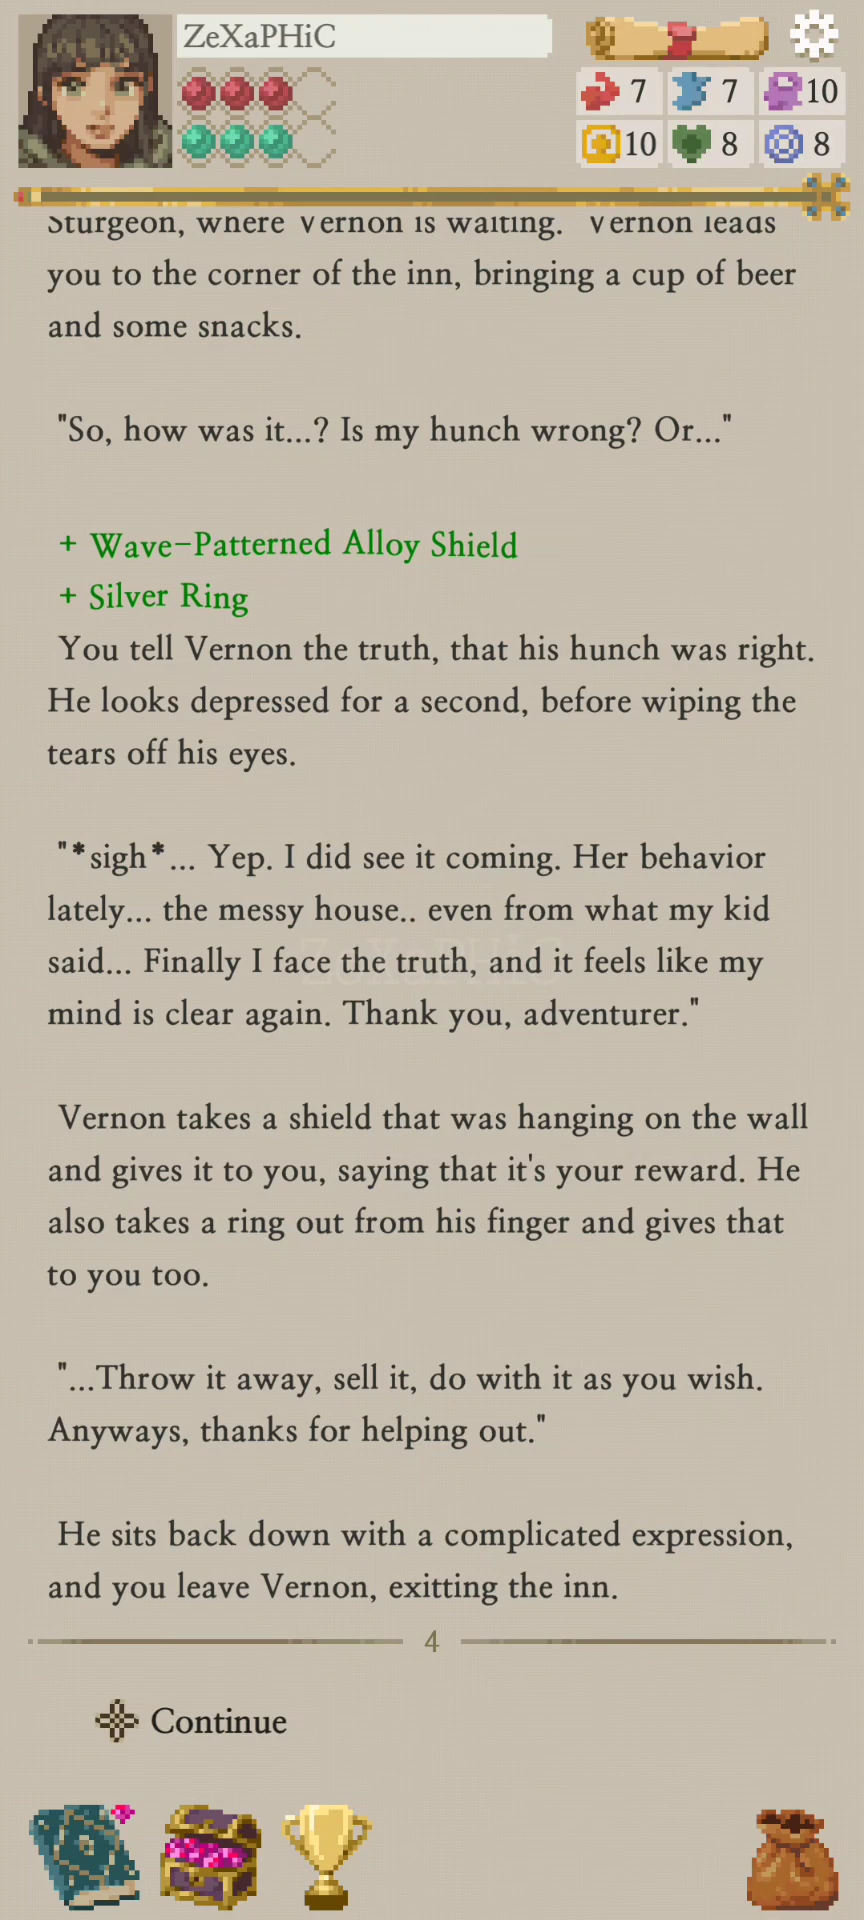 ZeXaPHiC
7
7
10
10
8
8
Sturgeon, where Vernon is waiting. Vernon leads
you to the corner of the inn, bringing a cup of beer
and some snacks.
"So, how was it...? Is my hunch wrong? Or..."
+ Wave-Patterned Alloy Shield
+ Silver Ring
You tell Vernon the truth, that his hunch was right.
He looks depressed for a second, before wiping the
tears off his eyes.
"*sigh*... Yep. I did see it coming. Her behavior
lately... the messy house.. even from what my kid
said... Finally I face the truth, and it feels like my
mind is clear again. Thank you, adventurer."
ZeXaPHiC
Vernon takes a shield that was hanging on the wall
and gives it to you, saying that it's your reward. He
also takes a ring out from his finger and gives that
to you too.
"...Throw it away, sell it, do with it as you wish.
Anyways, thanks for helping out."
He sits back down with a complicated expression,
and you leave Vernon, exitting the inn.
4
Continue